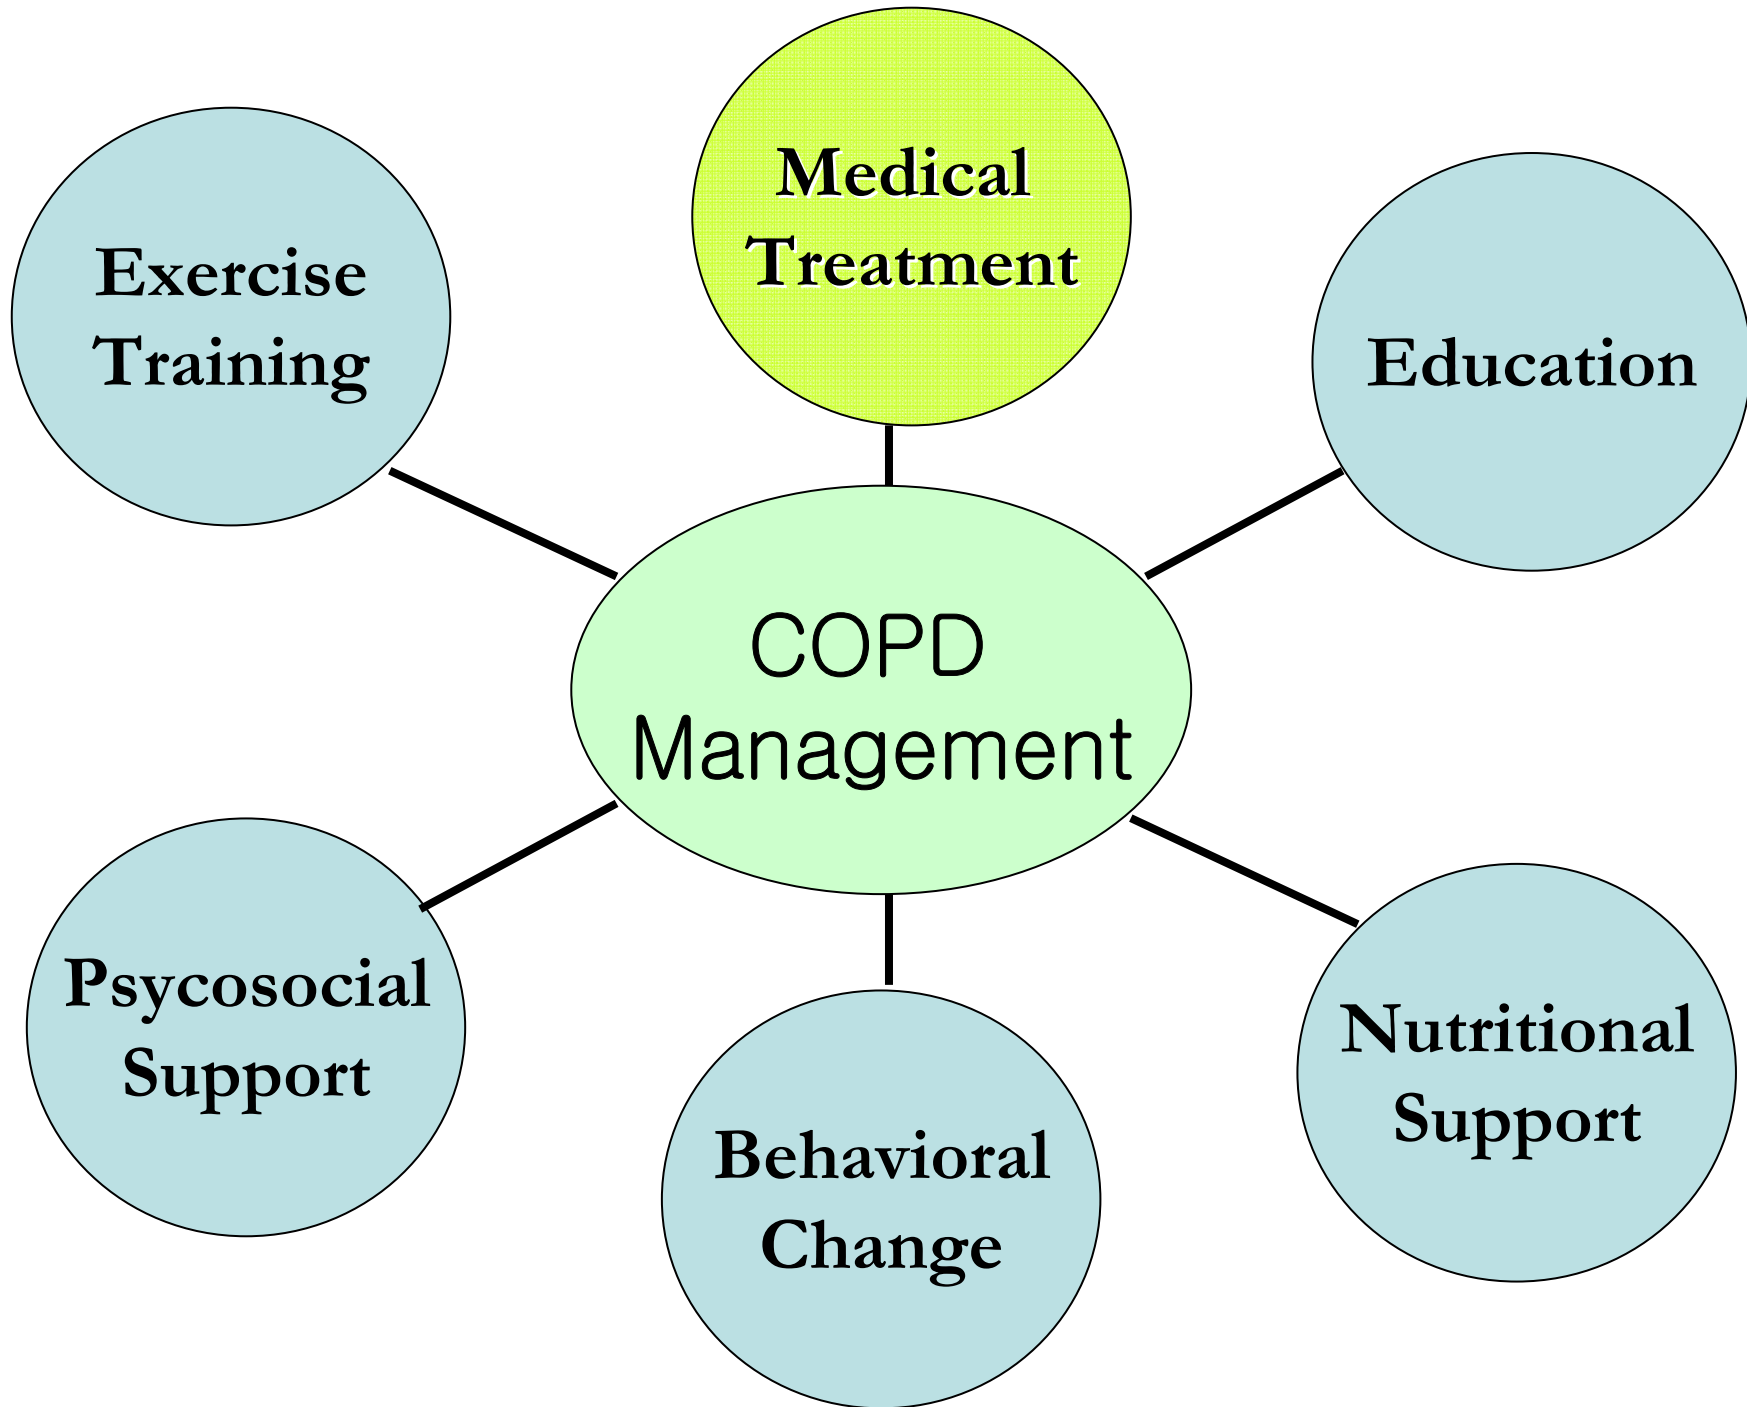 Medical
Treatment
Exercise
Training
Education
COPD
Management
Psycosocial
Support
Nutritional
Support
Behavioral
Change